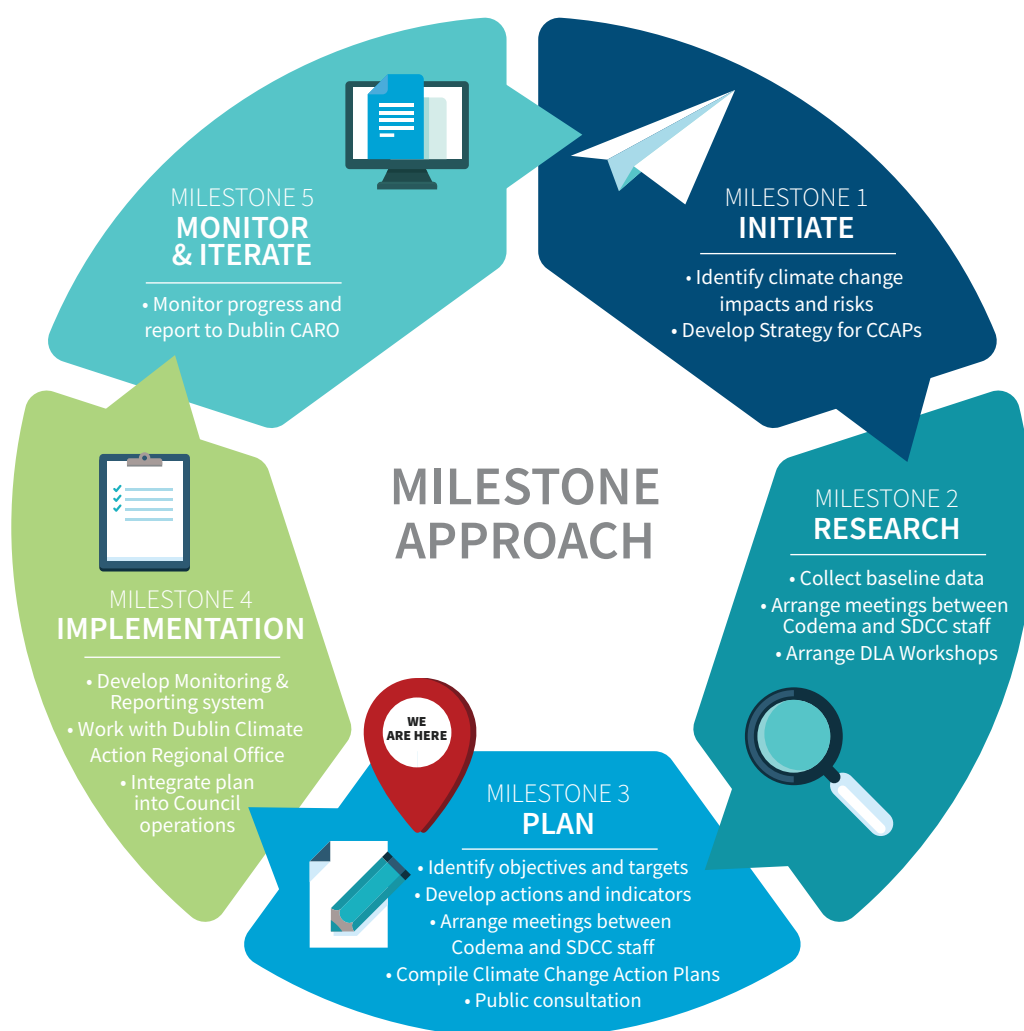 MILESTONE APPROACH
MILESTONE 1
INITIATE
• Identify climate change
impacts and risks
• Develop Strategy for CCAPs
MILESTONE 2
RESEARCH
• Collect baseline data
• Arrange meetings between
Codema and SDCC staff
• Arrange DLA Workshops
WE
ARE HERE
MILESTONE 3
PLAN
• Identify objectives and targets
• Develop actions and indicators
• Arrange meetings between
Codema and SDCC staff
• Compile Climate Change Action Plans
• Public consultation
MILESTONE 4
IMPLEMENTATION
• Develop Monitoring &
Reporting system
• Work with Dublin Climate
Action Regional Office
• Integrate plan
into Council
operations
MILESTONE 5
MONITOR
& ITERATE
• Monitor progress and
report to Dublin CARO